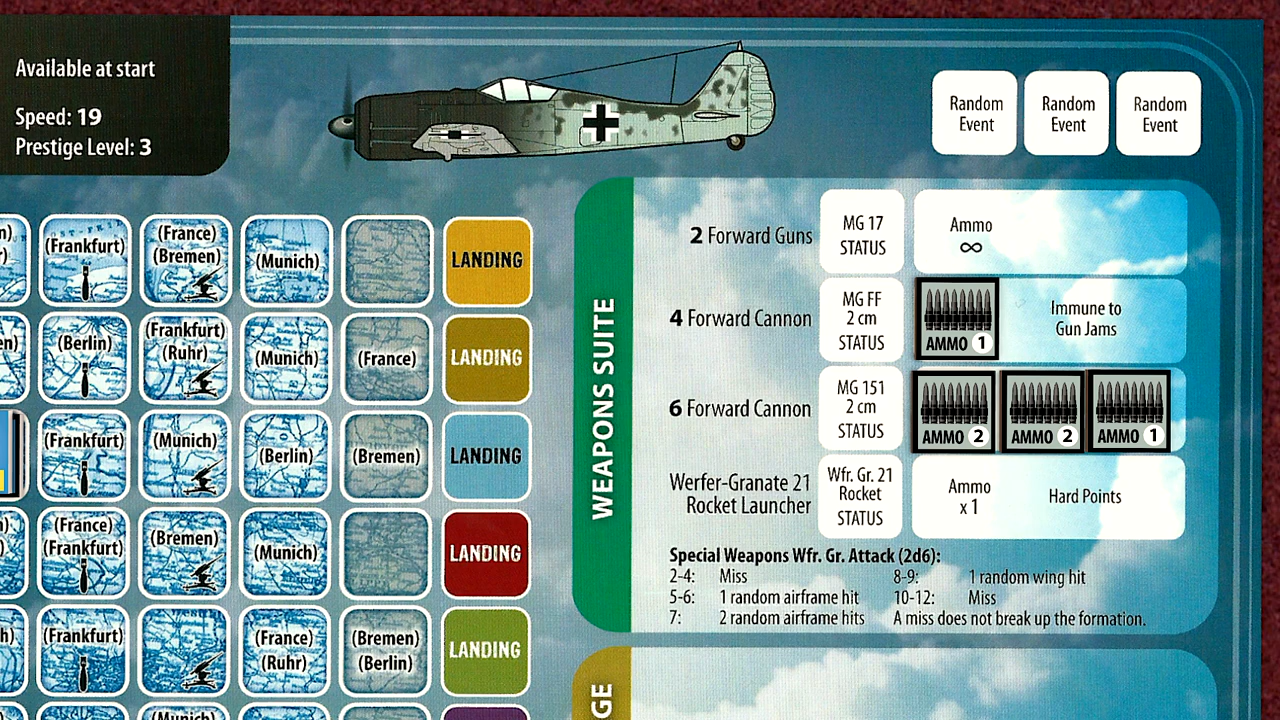 Available at start
Speed: 19
Prestige Level: 3
Random
Event
Random
Event
Random
Event
(Frankfurt)
(France)
(Bremen)
(Munich)
LANDING
(Berlin)
(Frankfurt)
(Ruhr)
(Munich)
(France)
LANDING
(Frankfurt)
(Munich)
(Berlin)
(Bremen)
LANDING
(France)
(Frankfurt)
(Bremen)
(Munich)
LANDING
(Frankfurt)
(France)
(Ruhr)
(Bremen)
(Berlin)
LANDING
(Munich)
WEAPONS SUITE
2 Forward Guns
MG 17
STATUS
Ammo
∞
4 Forward Cannon
MG FF
2 cm
STATUS
AMMO 1
Immune to
Gun Jams
6 Forward Cannon
MG 151
2 cm
STATUS
AMMO 2
AMMO 2
AMMO 1
Werfer-Granate 21
Rocket Launcher
Wfr. Gr. 21
Rocket
STATUS
Ammo
x 1
Hard Points
Special Weapons Wfr. Gr. Attack (2d6):
2-4: Miss
5-6: 1 random airframe hit
7: 2 random airframe hits
8-9: 1 random wing hit
10-12: Miss
A miss does not break up the formation.
GE